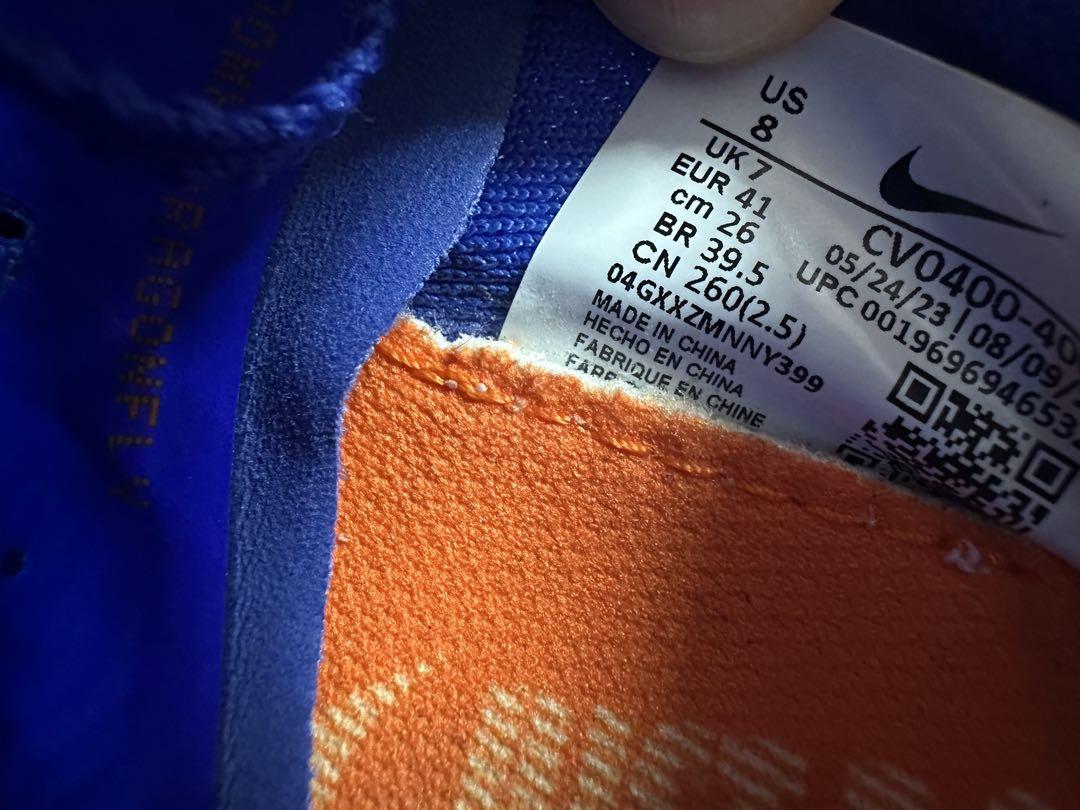 US
8
UK 7
EUR 41
cm 26
BR 39.5
CN 260(2.5)
04GXXZMNNY399
MADE IN CHINA
HECHO EN CHINA
FABRIQUE EN CHINE
CV0400-40
05/24/23 | 08/09/
UPC 00196969465
RAGONFLY